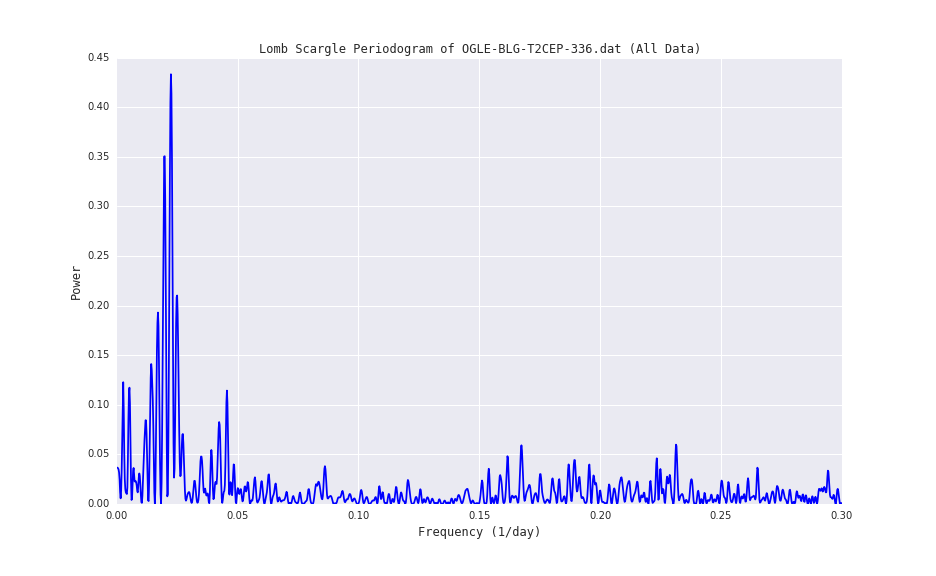 Lomb Scargle Periodogram of OGLE-BLG-T2CEP-336.dat (All Data)
0.45
0.40
0.35
0.30
0.25
0.20
0.15
0.10
0.05
0.00
Power
0.00 0.05 0.10 0.15 0.20 0.25 0.30
Frequency (1/day)